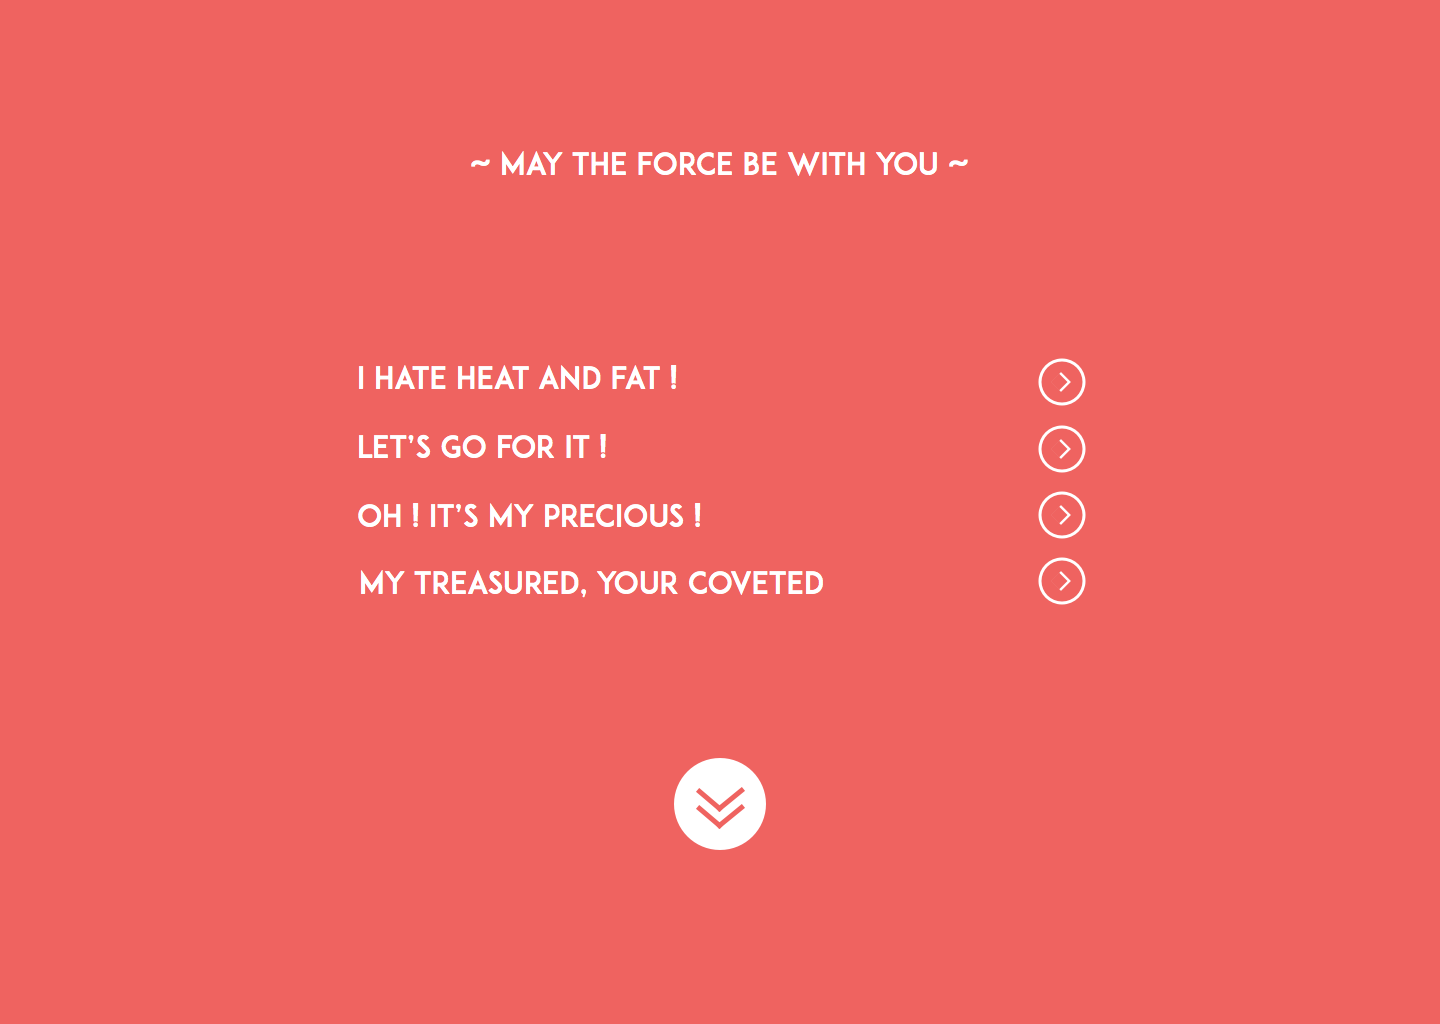 ~ MAY THE FORCE BE WITH YOU ~
I HATE HEAT AND FAT !
LET'S GO FOR IT !
OH ! IT'S MY PRECIOUS !
MY TREASURED, YOUR COVETED